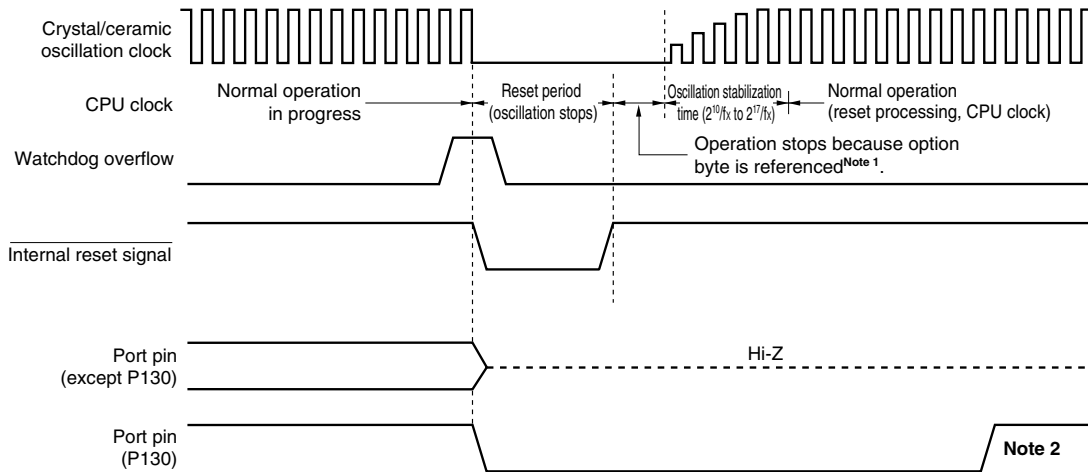 Crystal/ceramic
oscillation clock
CPU clock
Normal operation
in progress
Reset period
(oscillation stops)
Oscillation stabilization
time (2¹⁰/fx to 2¹⁷/fx)
Normal operation
(reset processing, CPU clock)
Operation stops because option
byte is referencedNote 1.
Watchdog overflow
Internal reset signal
Port pin
(except P130)
Hi-Z
Port pin
(P130)
Note 2